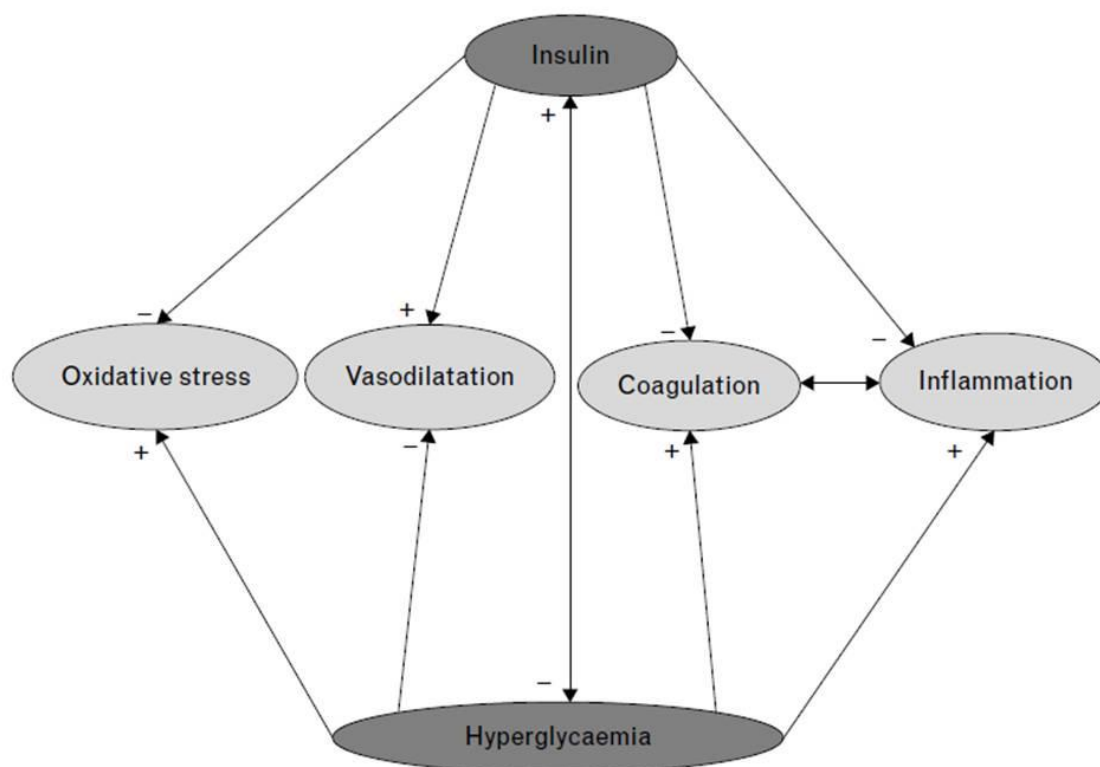 Insulin
+
− + − −
Oxidative stress Vasodilatation Coagulation Inflammation
+ − + +
−
Hyperglycaemia